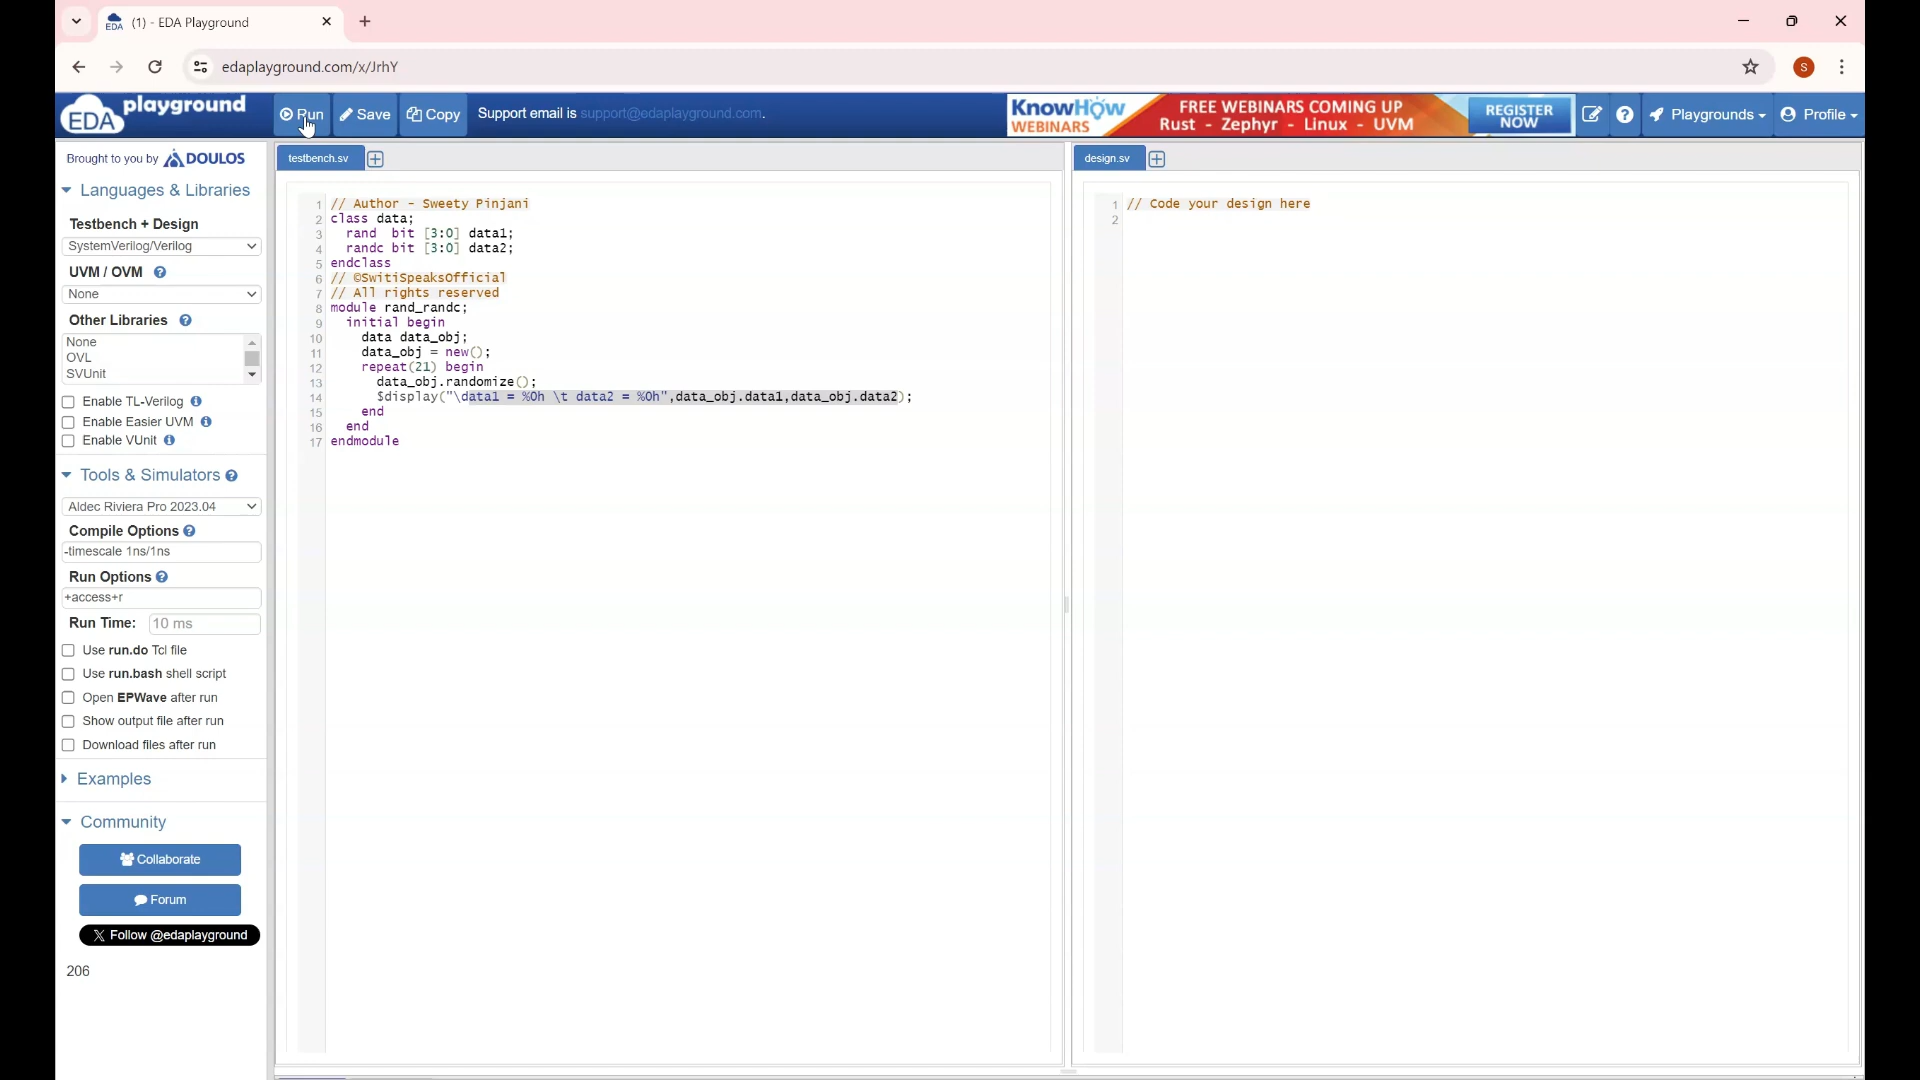 (1) - EDA Playground
edaplayground.com/x/JrhY
S
EDA playground
Run
Save
Copy
Support email is support@edaplayground.com.
KnowHow WEBINARS
FREE WEBINARS COMING UP
Rust - Zephyr - Linux - UVM
REGISTER NOW
Playgrounds
Profile
Brought to you by DOULOS
Languages & Libraries
Testbench + Design
SystemVerilog/Verilog
UVM / OVM
None
Other Libraries
None
OVL
SVUnit
Enable TL-Verilog
Enable Easier UVM
Enable VUnit
Tools & Simulators
Aldec Riviera Pro 2023.04
Compile Options
-timescale 1ns/1ns
Run Options
+access+r
Run Time: 10 ms
Use run.do Tcl file
Use run.bash shell script
Open EPWave after run
Show output file after run
Download files after run
Examples
Community
Collaborate
Forum
X Follow @edaplayground
206
testbench.sv
1 // Author - Sweety Pinjani
2 class data;
3 rand bit [3:0] data1;
4 randc bit [3:0] data2;
5 endclass
6 // ©SwitiSpeaksOfficial
7 // All rights reserved
8 module rand_randc;
9 initial begin
10 data data_obj;
11 data_obj = new();
12 repeat(21) begin
13 data_obj.randomize();
14 $display("\data1 = %0h \t data2 = %0h",data_obj.data1,data_obj.data2);
15 end
16 end
17 endmodule
design.sv
1 // Code your design here
2